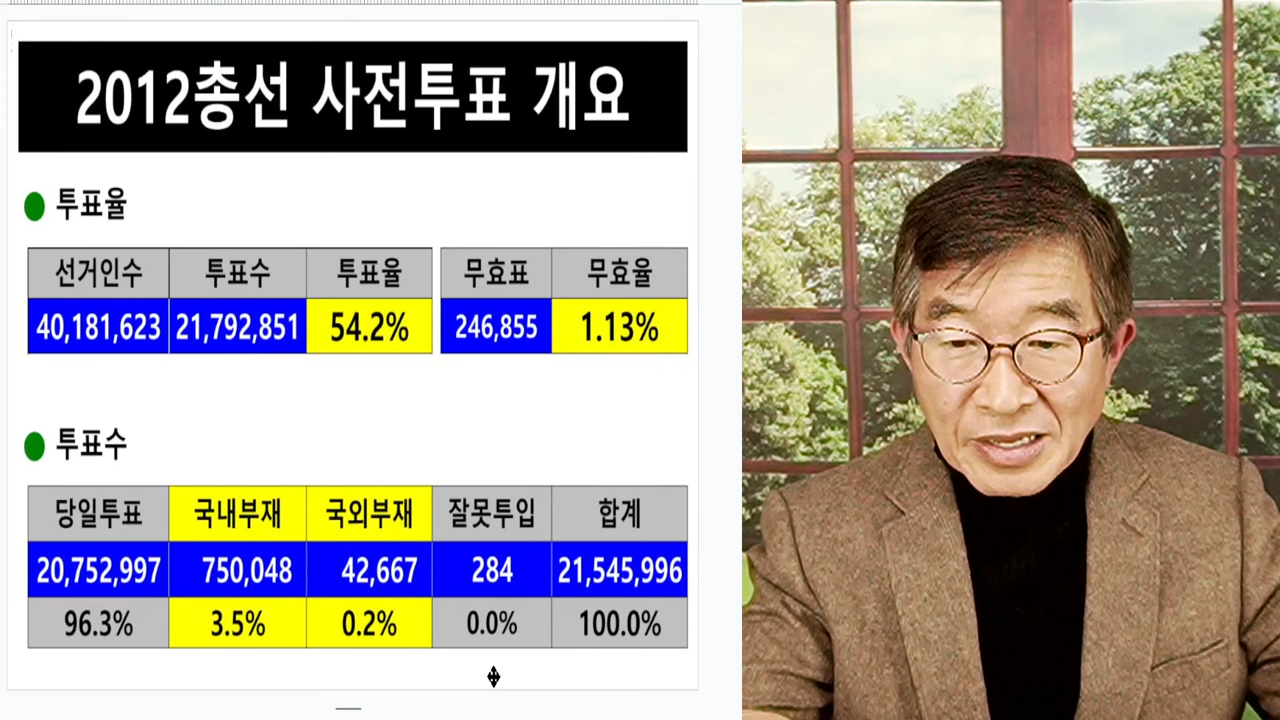 2012총선 사전투표 개요
투표율
선거인수 투표수 투표율 무효표 무효율
40,181,623 21,792,851 54.2% 246,855 1.13%
투표수
당일투표 국내부재 국외부재 잘못투입 합계
20,752,997 750,048 42,667 284 21,545,996
96.3% 3.5% 0.2% 0.0% 100.0%